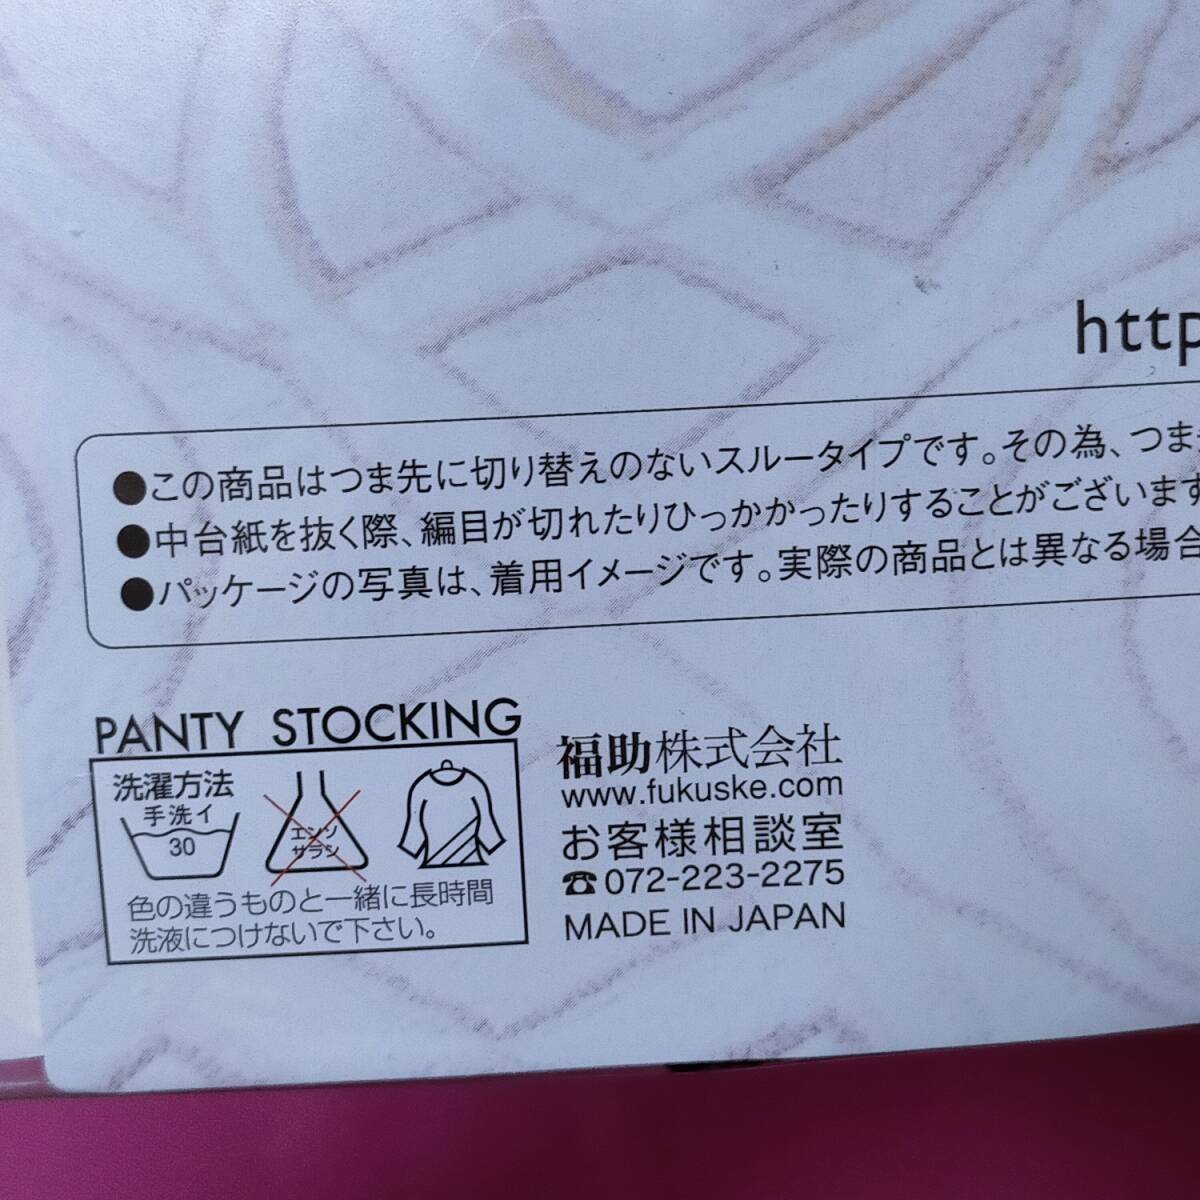 http
●この商品はつま先に切り替えのないスルータイプです。その為、つま
●中台紙を抜く際、編目が切れたりひっかかったりすることがございます
●パッケージの写真は、着用イメージです。実際の商品とは異なる場合
PANTY STOCKING
洗濯方法
手洗イ
30
エンソ
サラシ
色の違うものと一緒に長時間
洗液につけないで下さい。
福助株式会社
www.fukuske.com
お客様相談室
☎072-223-2275
MADE IN JAPAN